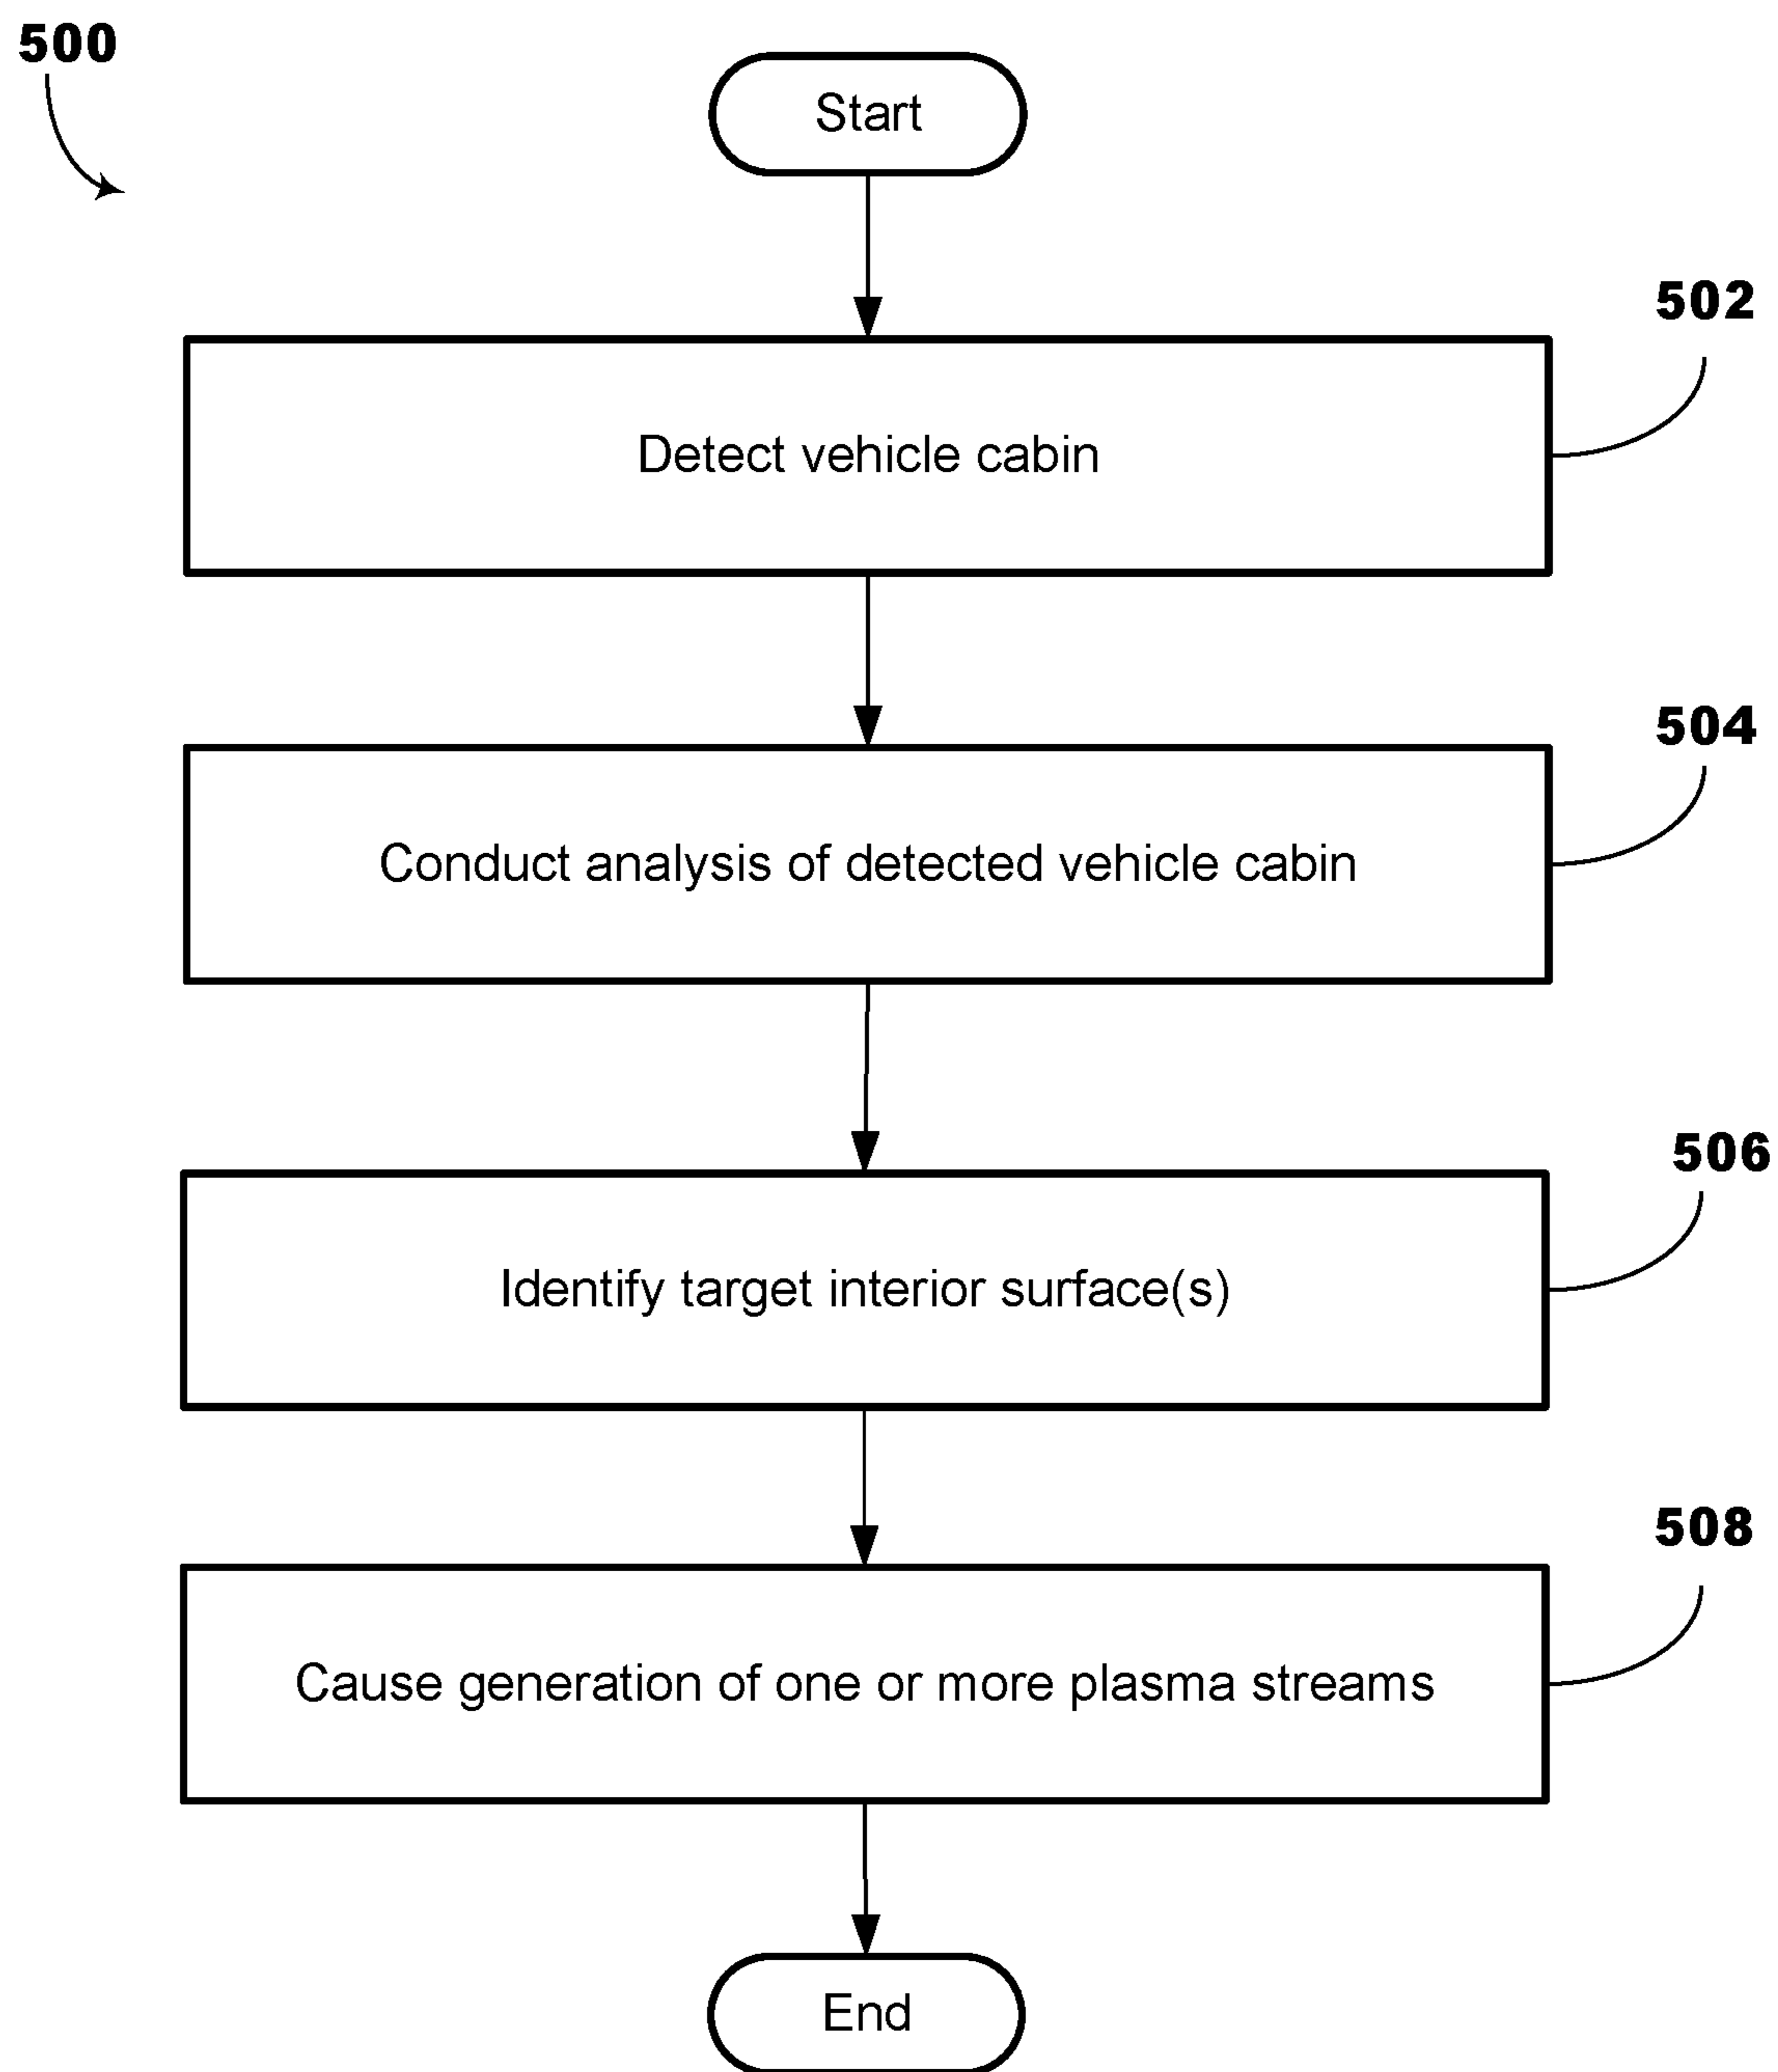 500
Start
502
Detect vehicle cabin
504
Conduct analysis of detected vehicle cabin
506
Identify target interior surface(s)
508
Cause generation of one or more plasma streams
End